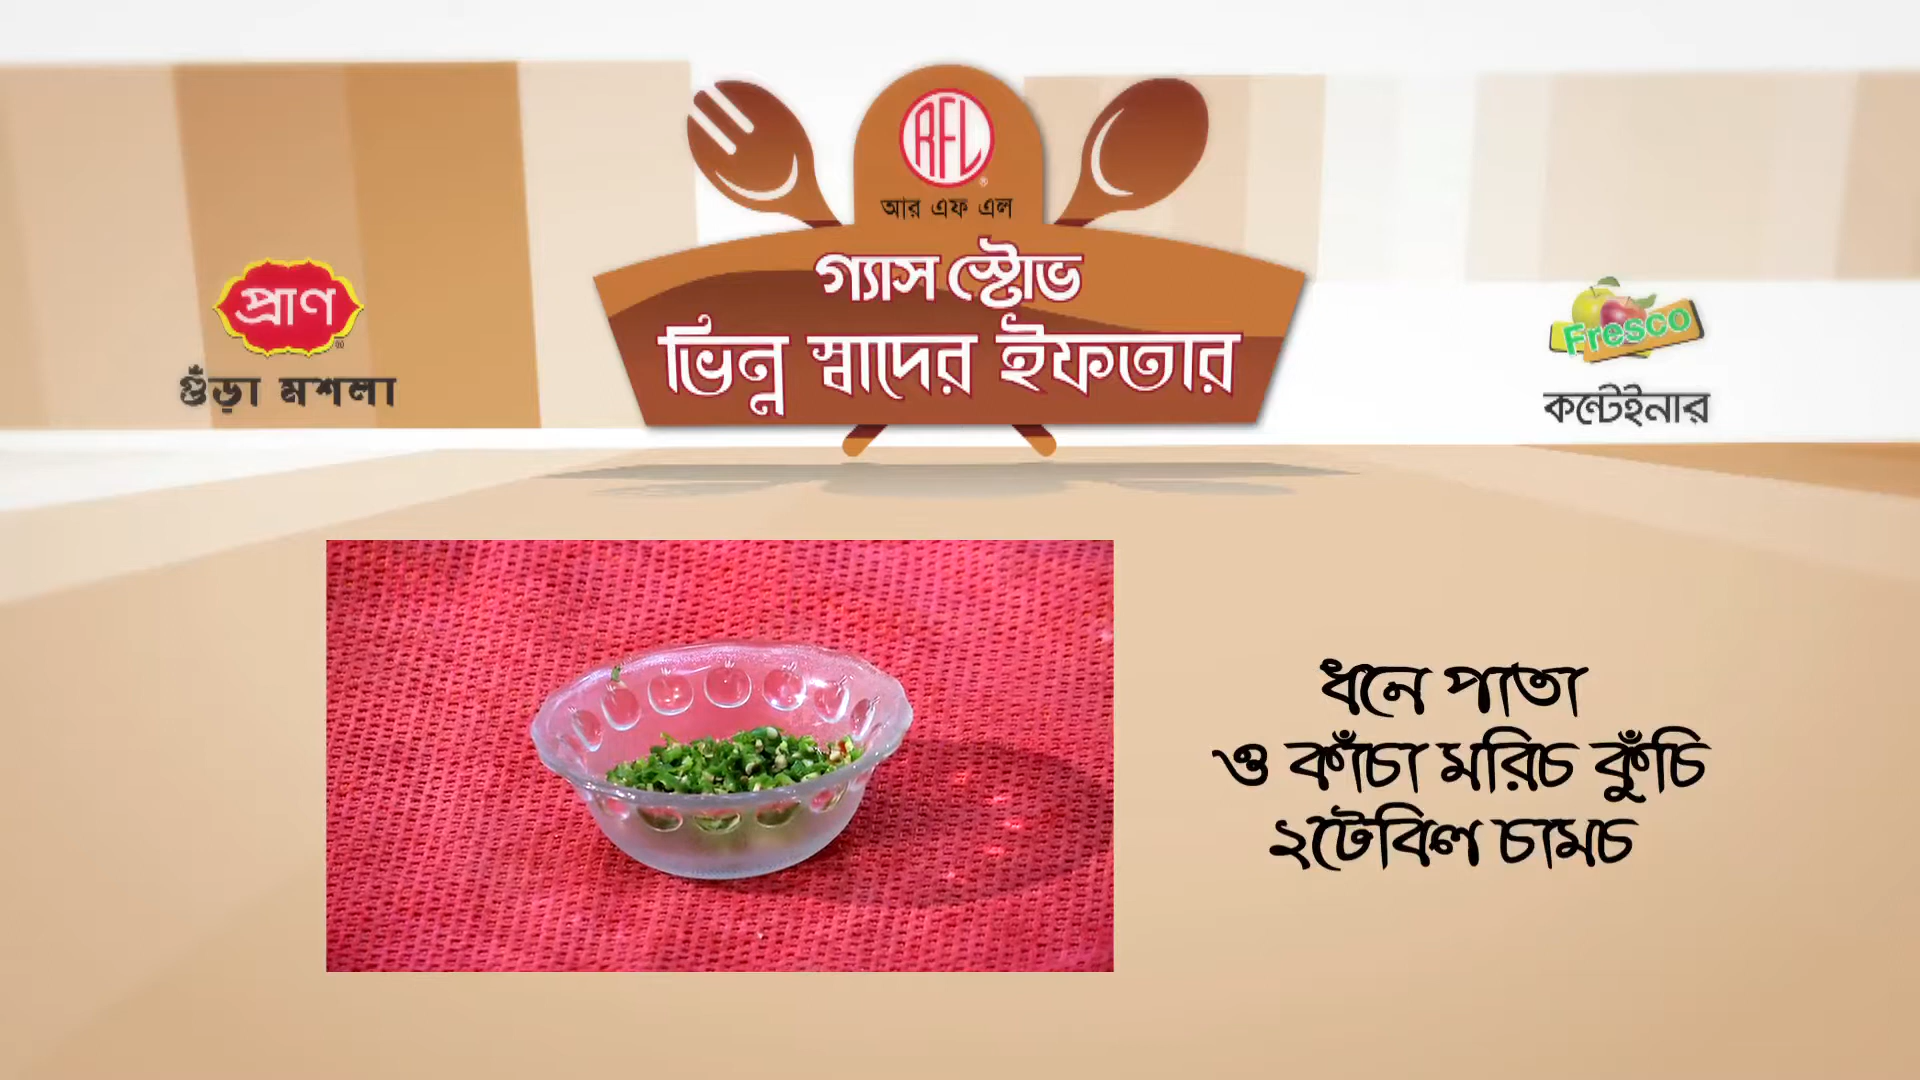 RFL
আর এফ এল
গ্যাস স্টোভ
ভিন্ন স্বাদের ইফতার
প্রাণ
গুঁড়া মশলা
Fresco
কন্টেইনার
ধনে পাতা
ও কাঁচা মরিচ কুঁচি
২টেবিল চামচ